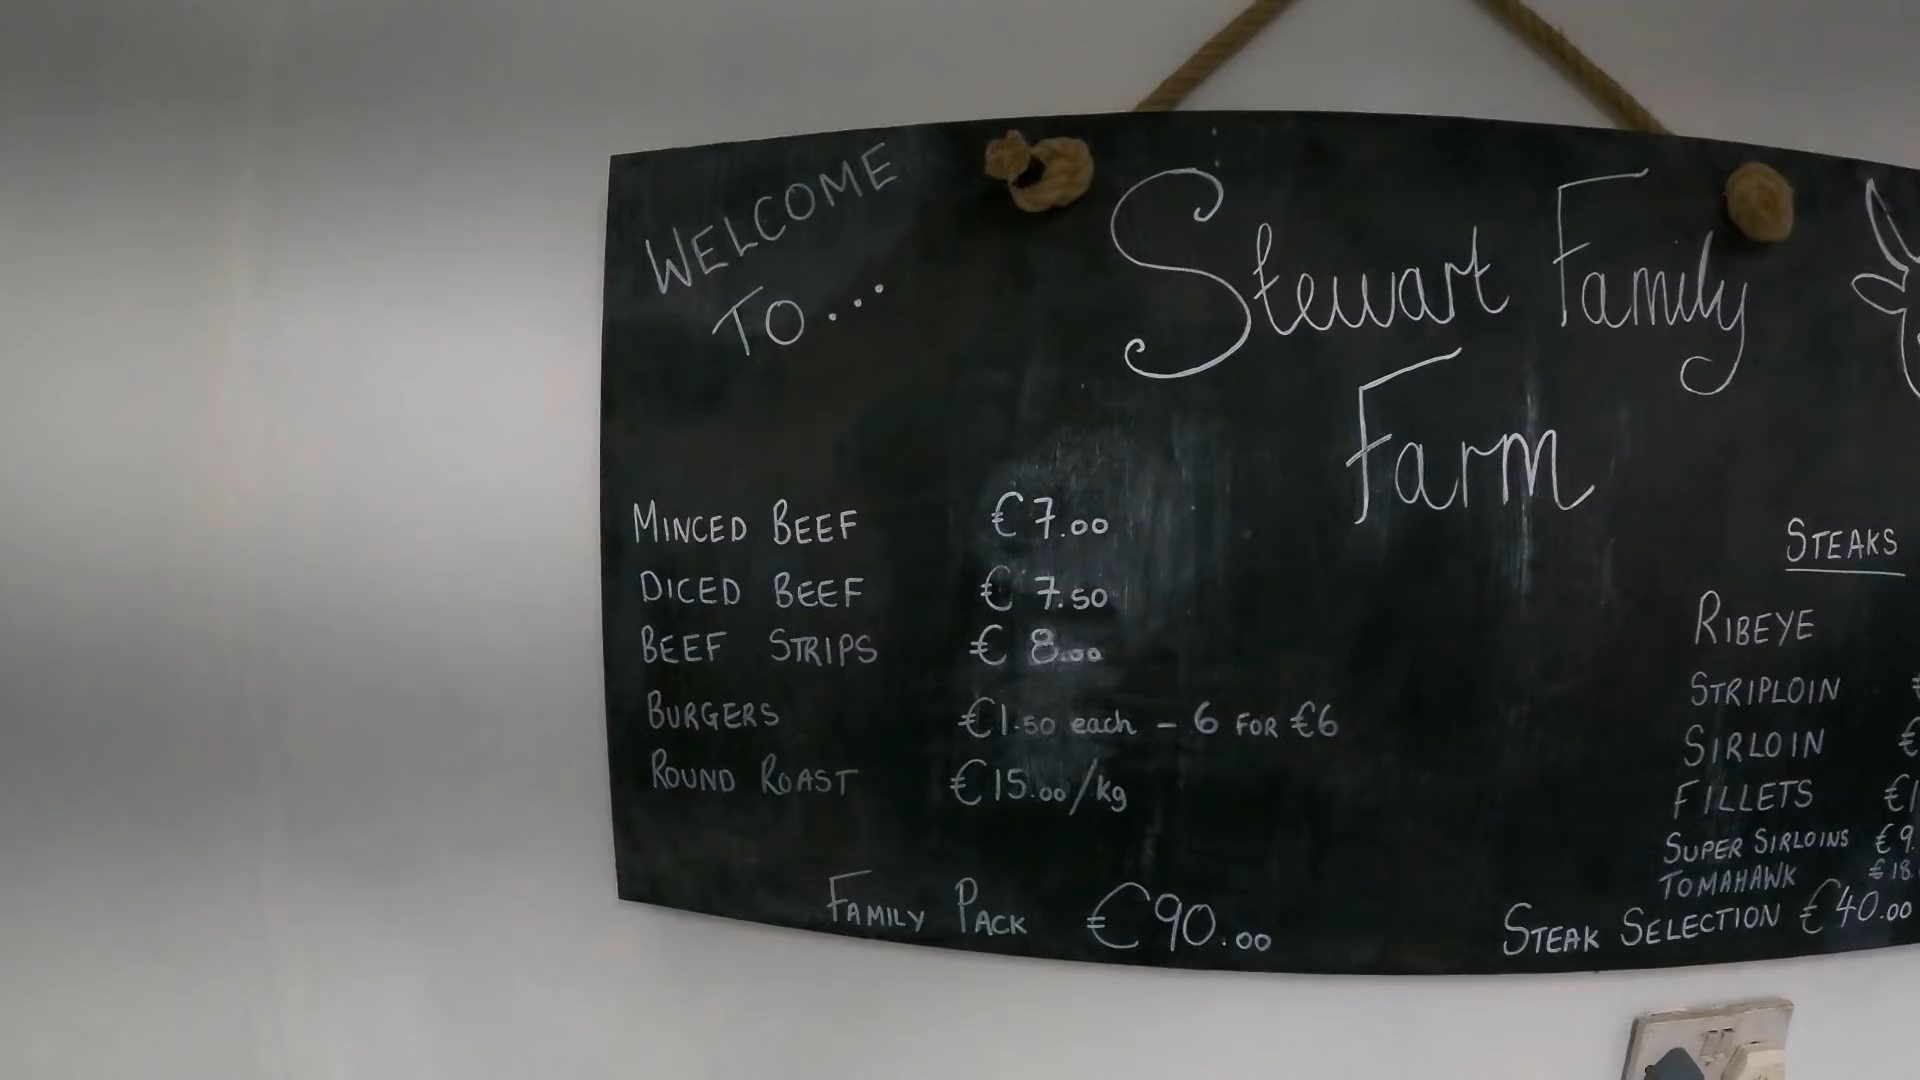 WELCOME
TO...
Stewart Family
Farm
MINCED BEEF €7.00
DICED BEEF € 7.50
BEEF STRIPS € 8.00
BURGERS €1.50 each – 6 FOR €6
ROUND ROAST €15.00/kg
FAMILY PACK €90.00
STEAKS
RIBEYE
STRIPLOIN
SIRLOIN €
FILLETS
SUPER SIRLOINS
TOMAHAWK
STEAK SELECTION €40.00